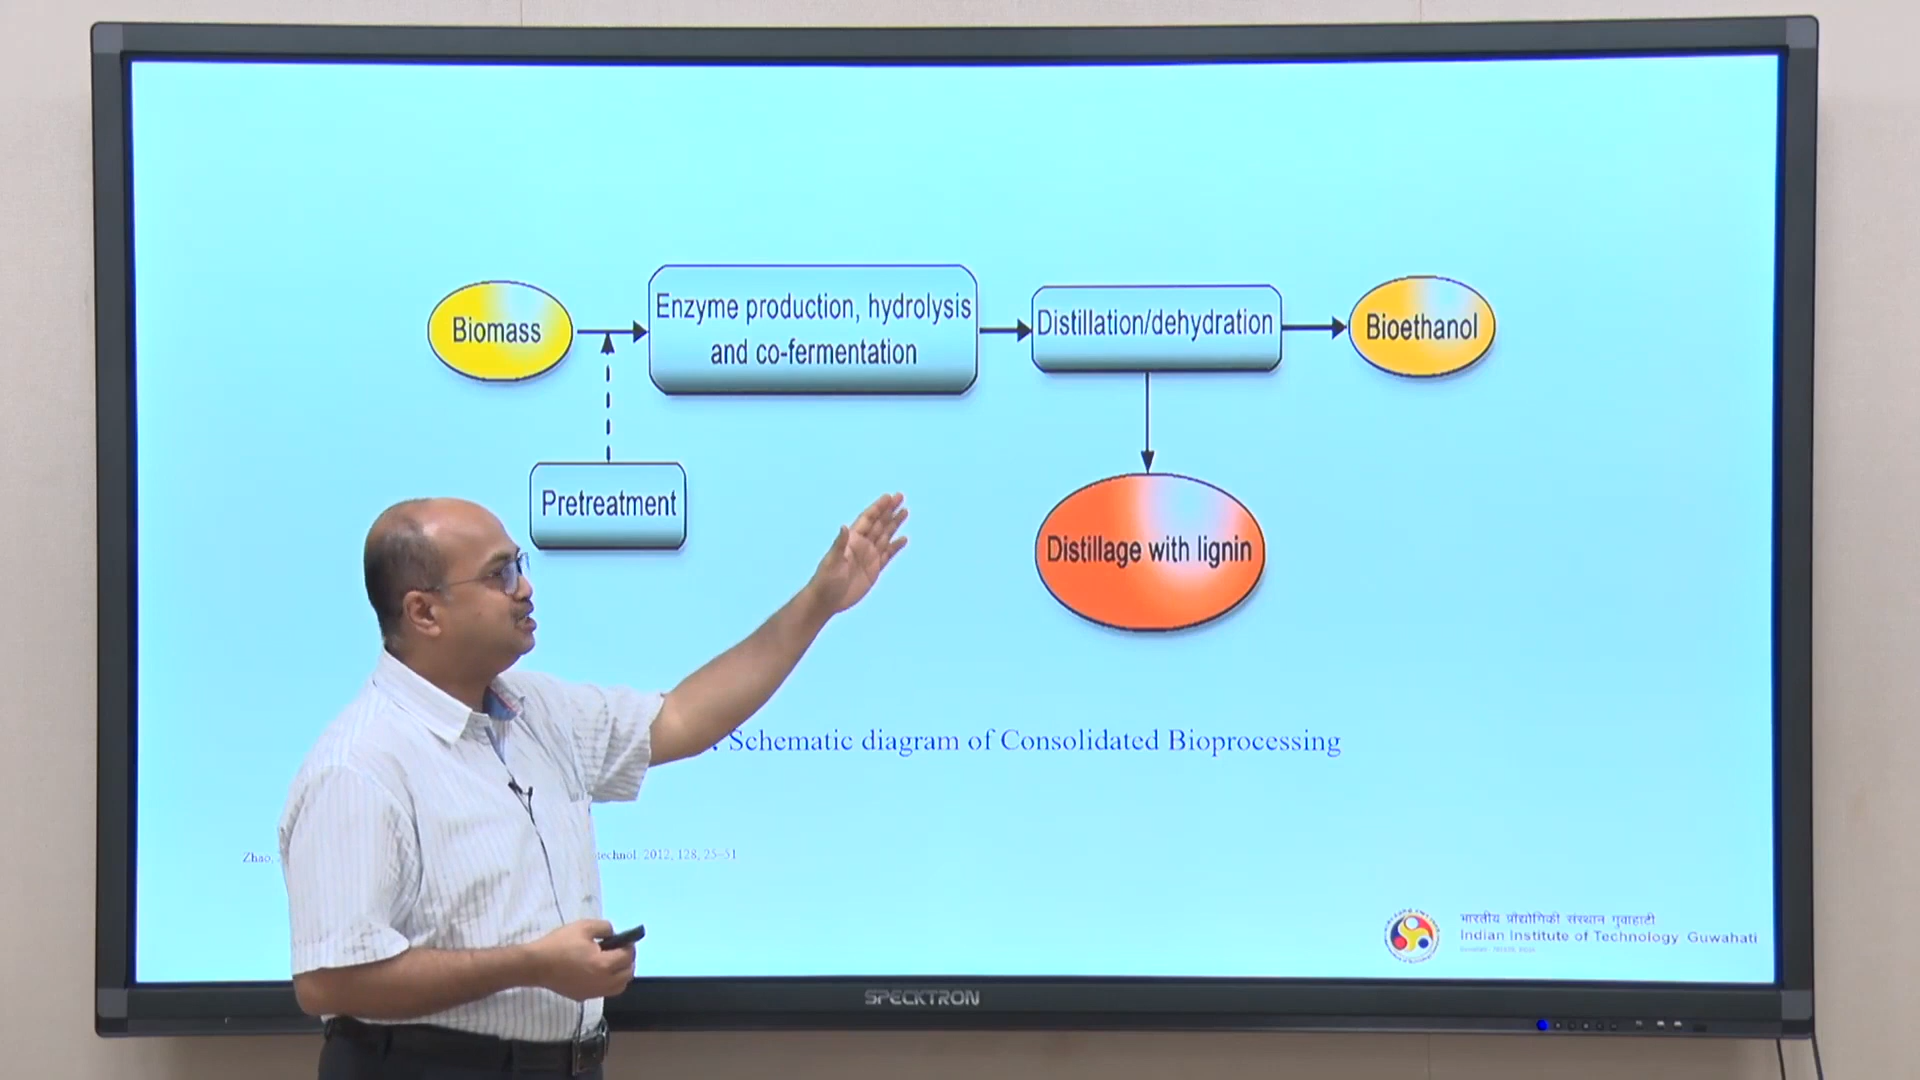 Biomass
Enzyme production, hydrolysis
and co-fermentation
Distillation/dehydration
Bioethanol
Pretreatment
Distillage with lignin
Schematic diagram of Consolidated Bioprocessing
Zhao,
technol. 2012, 128, 25–51
भारतीय प्रौद्योगिकी संस्थान गुवाहाटी
Indian Institute of Technology Guwahati
SPECKTRON